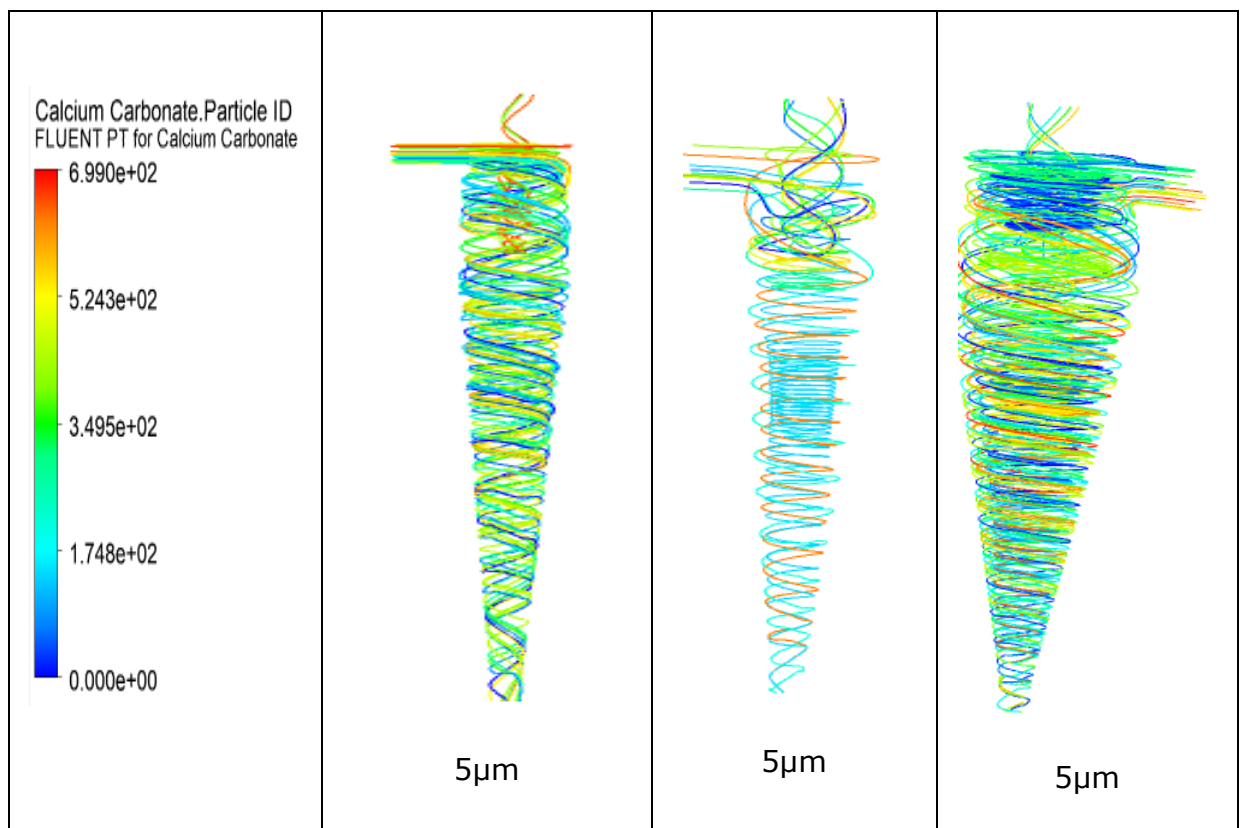 Calcium Carbonate.Particle ID
FLUENT PT for Calcium Carbonate
6.990e+02
5.243e+02
3.495e+02
1.748e+02
0.000e+00
5μm
5μm
5μm